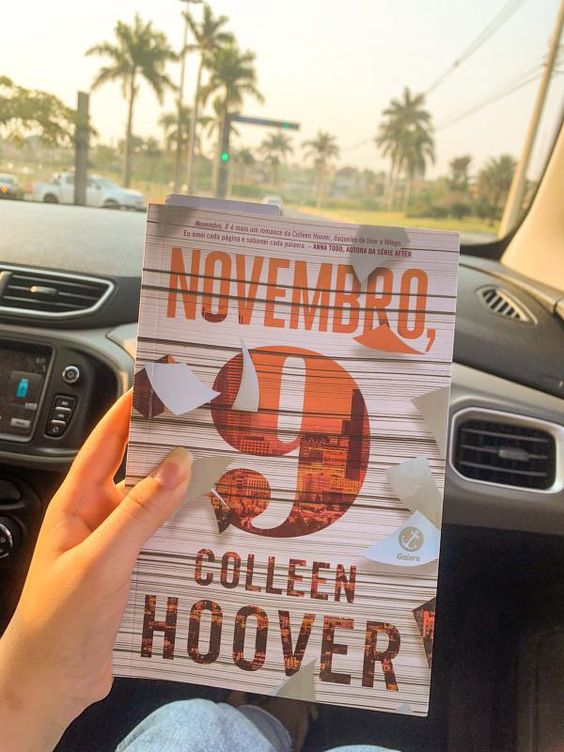 Novembro, 9 é mais um romance da Colleen Hoover, daqueles de tirar o fôlego.
Eu amei cada página e saboreei cada palavra. — ANNA TODD, AUTORA DA SÉRIE AFTER
NOVEMBRO,
9
Galera
COLLEEN
HOOVER